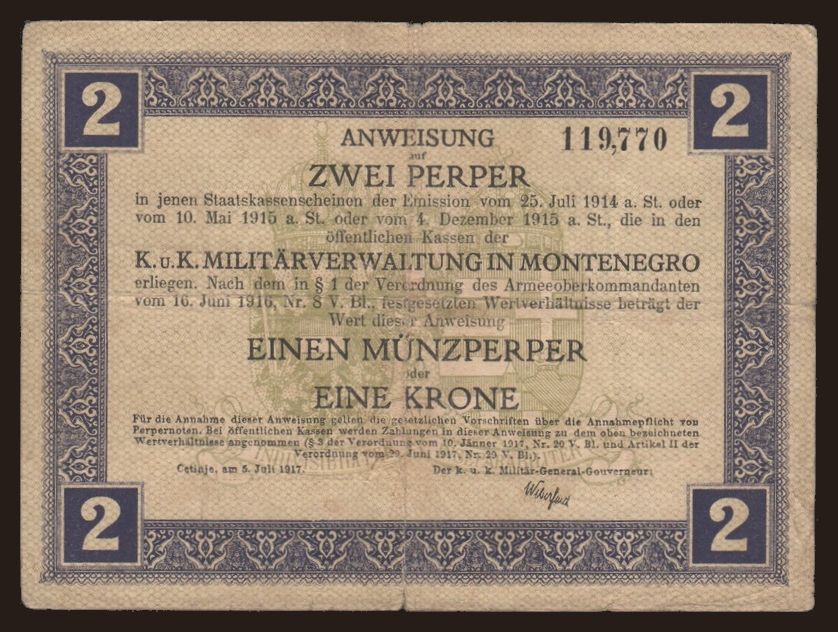 2 2
ANWEISUNG 119,770
auf
ZWEI PERPER
in jenen Staatskassenscheinen der Emission vom 25. Juli 1914 a. St. oder
vom 10. Mai 1915 a. St. oder vom 4. Dezember 1915 a. St., die in den
öffentlichen Kassen der
K.u.K. MILITÄRVERWALTUNG IN MONTENEGRO
erliegen. Nach dem in § 1 der Verordnung des Armeeoberkommandanten
vom 16. Juni 1916, Nr. 8 V. Bl., festgesetzten Wertverhältnisse beträgt der
Wert dieser Anweisung
EINEN MÜNZPERPER
oder
EINE KRONE
Für die Annahme dieser Anweisung gelten die gesetzlichen Vorschriften über die Annahmepflicht von
Perpernoten. Bei öffentlichen Kassen werden Zahlungen in dieser Anweisung zu dem oben bezeichneten
Wertverhältnisse angenommen (§ 3 der Verordnung vom 10. Jänner 1917, Nr. 20 V. Bl. und Artikel II der
Verordnung vom 29. Juni 1917, Nr. 29 V. Bl.).
Cetinje, am 5. Juli 1917. Der k. u. k. Militär-General-Gouverneur:
2 2